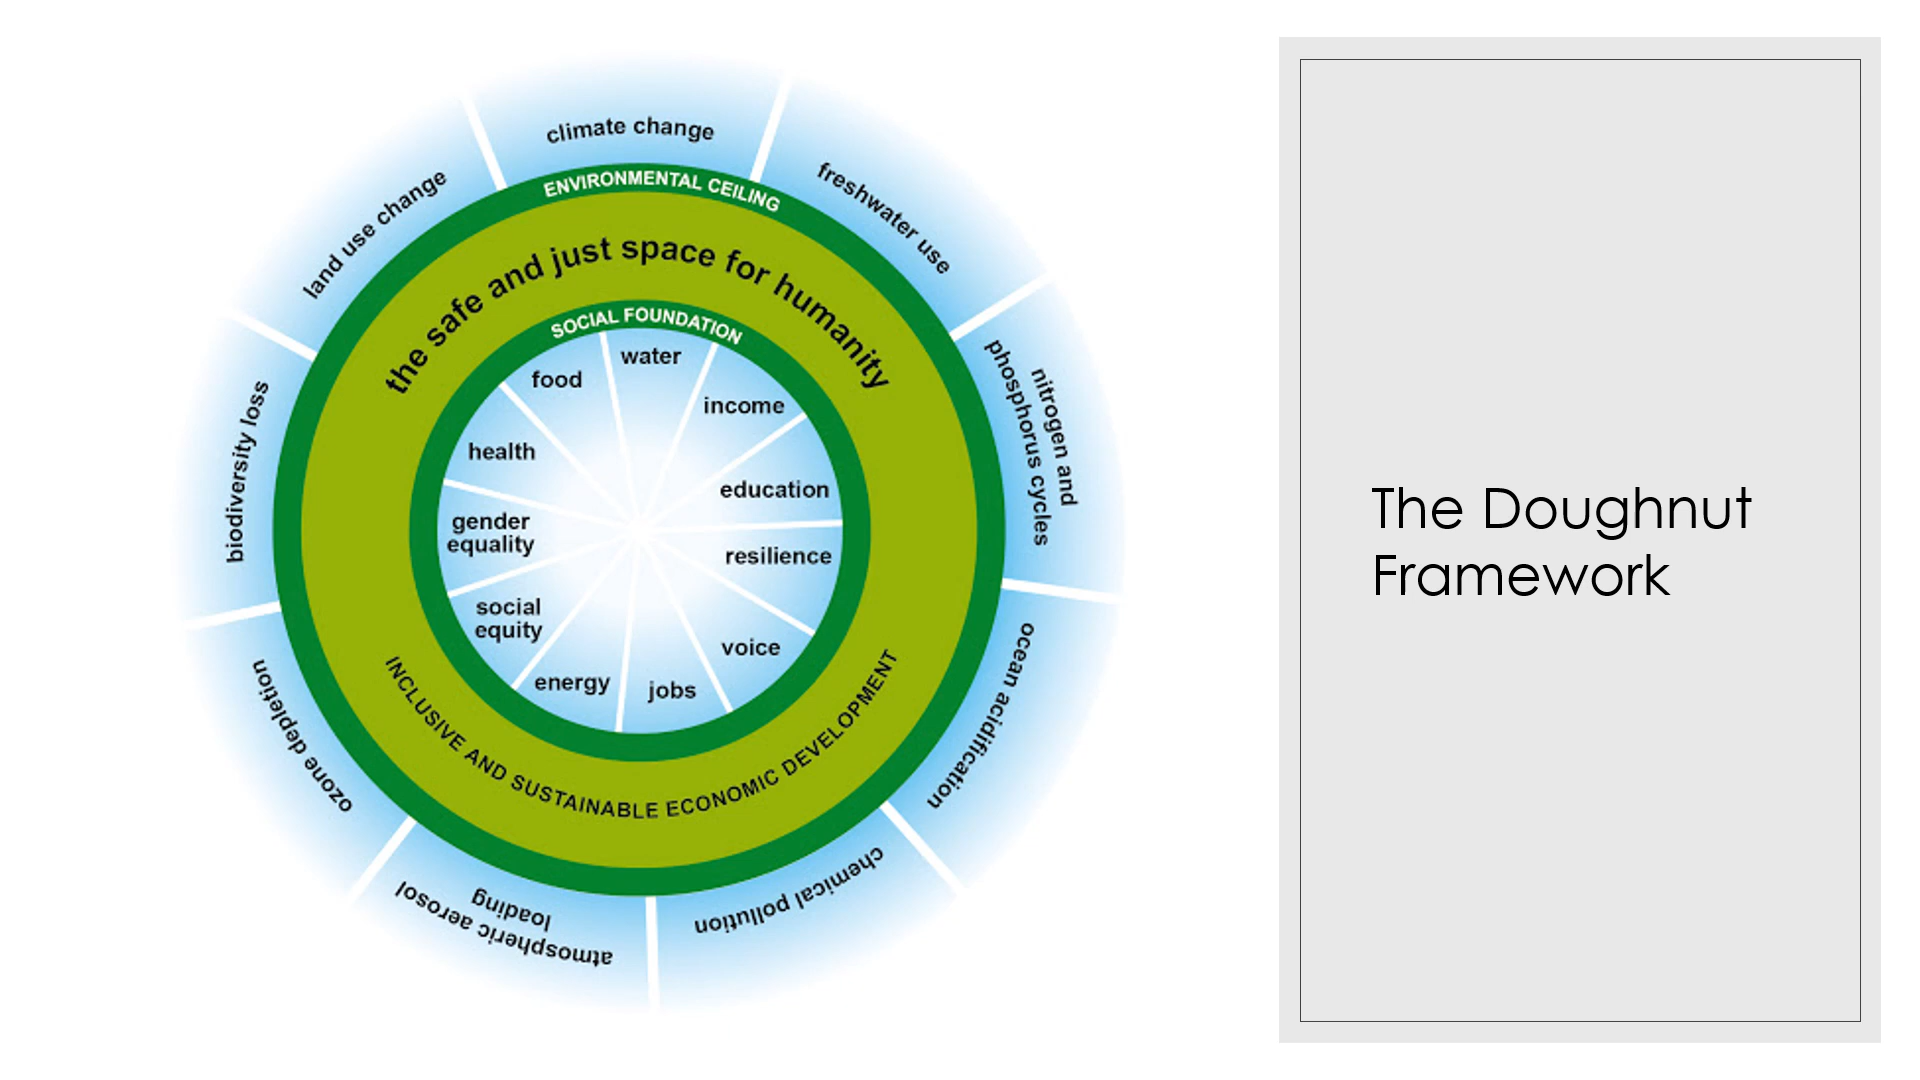 climate change
freshwater use
nitrogen and
phosphorus cycles
ocean acidification
chemical pollution
atmospheric aerosol
loading
ozone depletion
biodiversity loss
land use change
ENVIRONMENTAL CEILING
the safe and just space for humanity
SOCIAL FOUNDATION
water
income
education
resilience
voice
jobs
energy
social
equity
gender
equality
health
food
INCLUSIVE AND SUSTAINABLE ECONOMIC DEVELOPMENT
The Doughnut
Framework